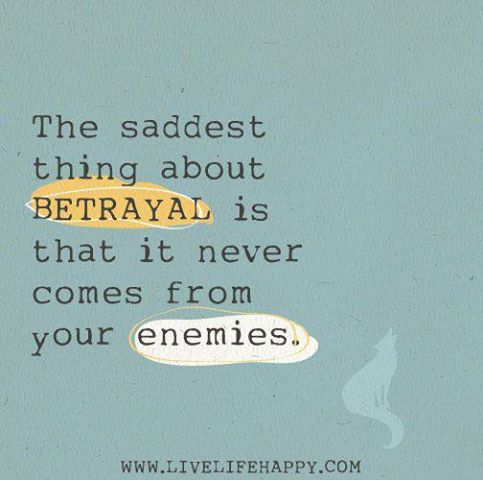 The saddest
thing about
BETRAYAL is
that it never
comes from
your enemies.
WWW.LIVELIFEHAPPY.COM